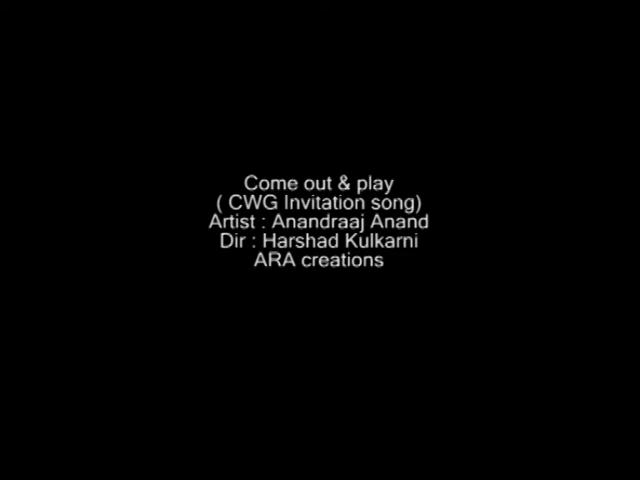 Come out & play
( CWG Invitation song)
Artist : Anandraaj Anand
Dir : Harshad Kulkarni
ARA creations